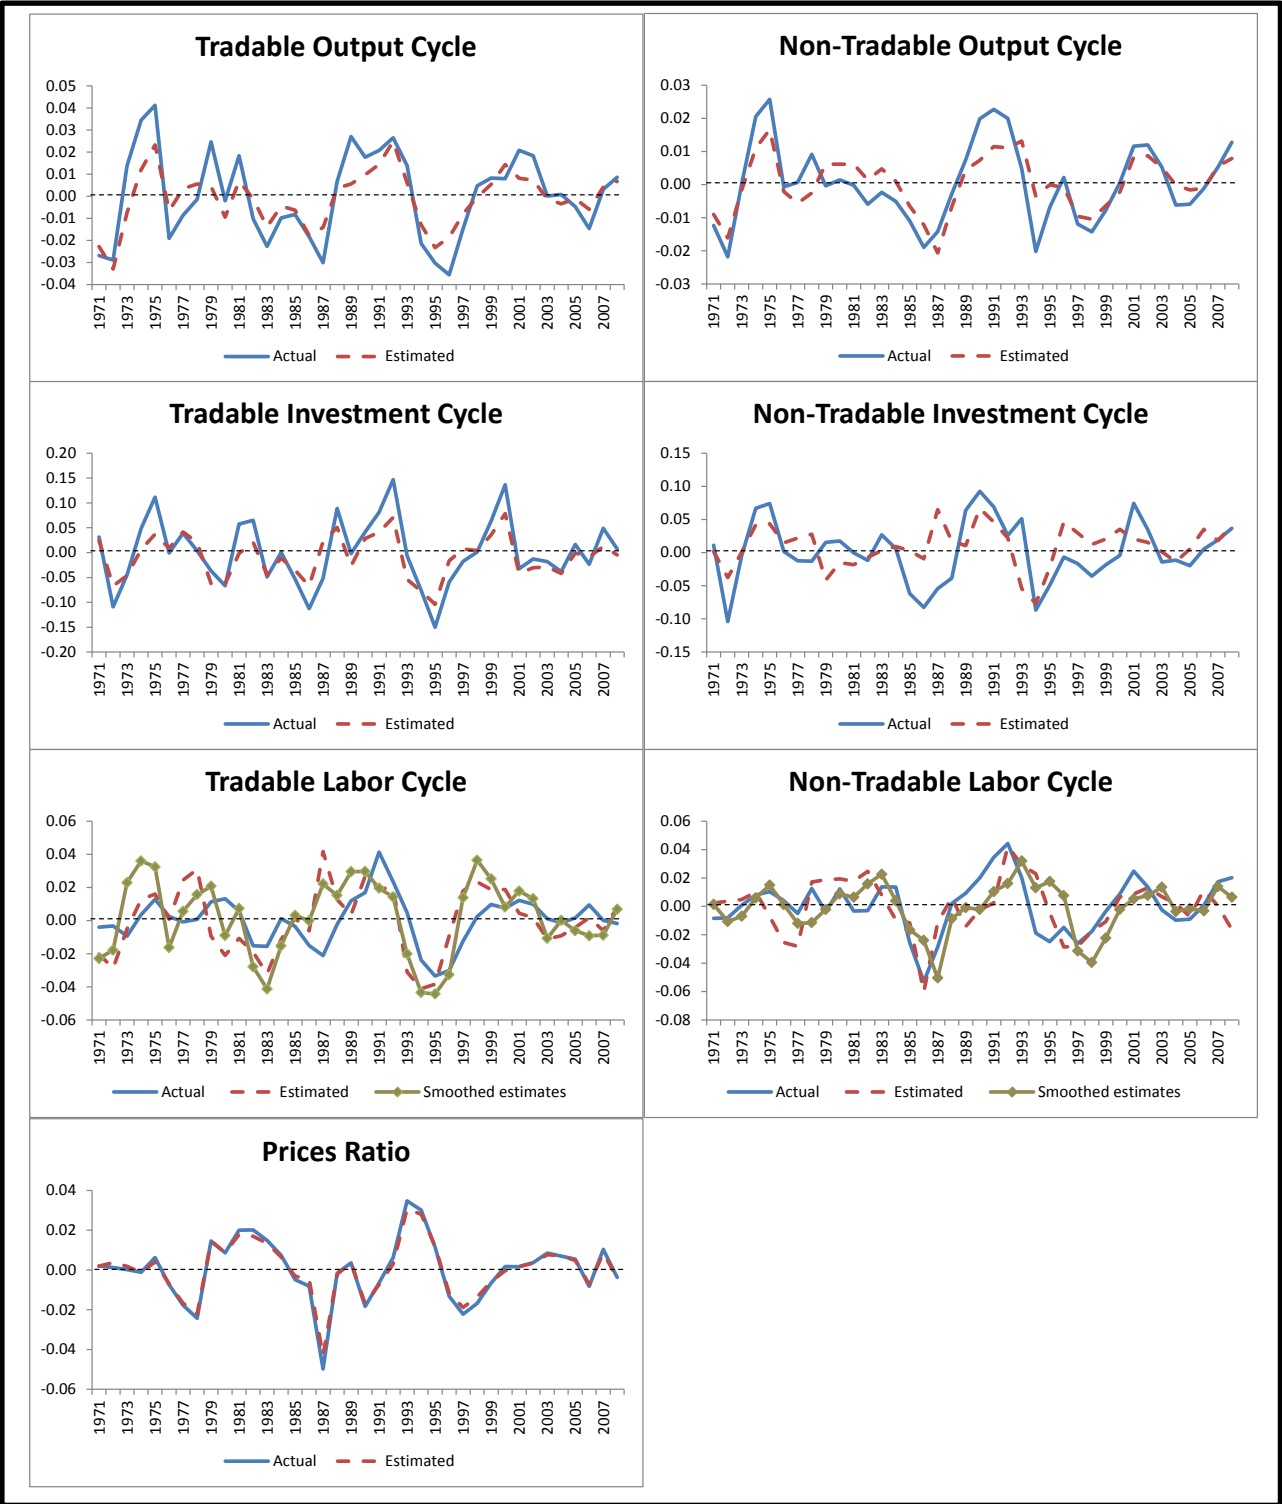 Tradable Output Cycle
0.05
0.04
0.03
0.02
0.01
0.00
-0.01
-0.02
-0.03
-0.04
1971 1973 1975 1977 1979 1981 1983 1985 1987 1989 1991 1993 1995 1997 1999 2001 2003 2005 2007
Actual Estimated
Non-Tradable Output Cycle
0.03
0.02
0.01
0.00
-0.01
-0.02
-0.03
1971 1973 1975 1977 1979 1981 1983 1985 1987 1989 1991 1993 1995 1997 1999 2001 2003 2005 2007
Actual Estimated
Tradable Investment Cycle
0.20
0.15
0.10
0.05
0.00
-0.05
-0.10
-0.15
-0.20
1971 1973 1975 1977 1979 1981 1983 1985 1987 1989 1991 1993 1995 1997 1999 2001 2003 2005 2007
Actual Estimated
Non-Tradable Investment Cycle
0.15
0.10
0.05
0.00
-0.05
-0.10
-0.15
1971 1973 1975 1977 1979 1981 1983 1985 1987 1989 1991 1993 1995 1997 1999 2001 2003 2005 2007
Actual Estimated
Tradable Labor Cycle
0.06
0.04
0.02
0.00
-0.02
-0.04
-0.06
1971 1973 1975 1977 1979 1981 1983 1985 1987 1989 1991 1993 1995 1997 1999 2001 2003 2005 2007
Actual Estimated Smoothed estimates
Non-Tradable Labor Cycle
0.06
0.04
0.02
0.00
-0.02
-0.04
-0.06
-0.08
1971 1973 1975 1977 1979 1981 1983 1985 1987 1989 1991 1993 1995 1997 1999 2001 2003 2005 2007
Actual Estimated Smoothed estimates
Prices Ratio
0.04
0.02
0.00
-0.02
-0.04
-0.06
1971 1973 1975 1977 1979 1981 1983 1985 1987 1989 1991 1993 1995 1997 1999 2001 2003 2005 2007
Actual Estimated